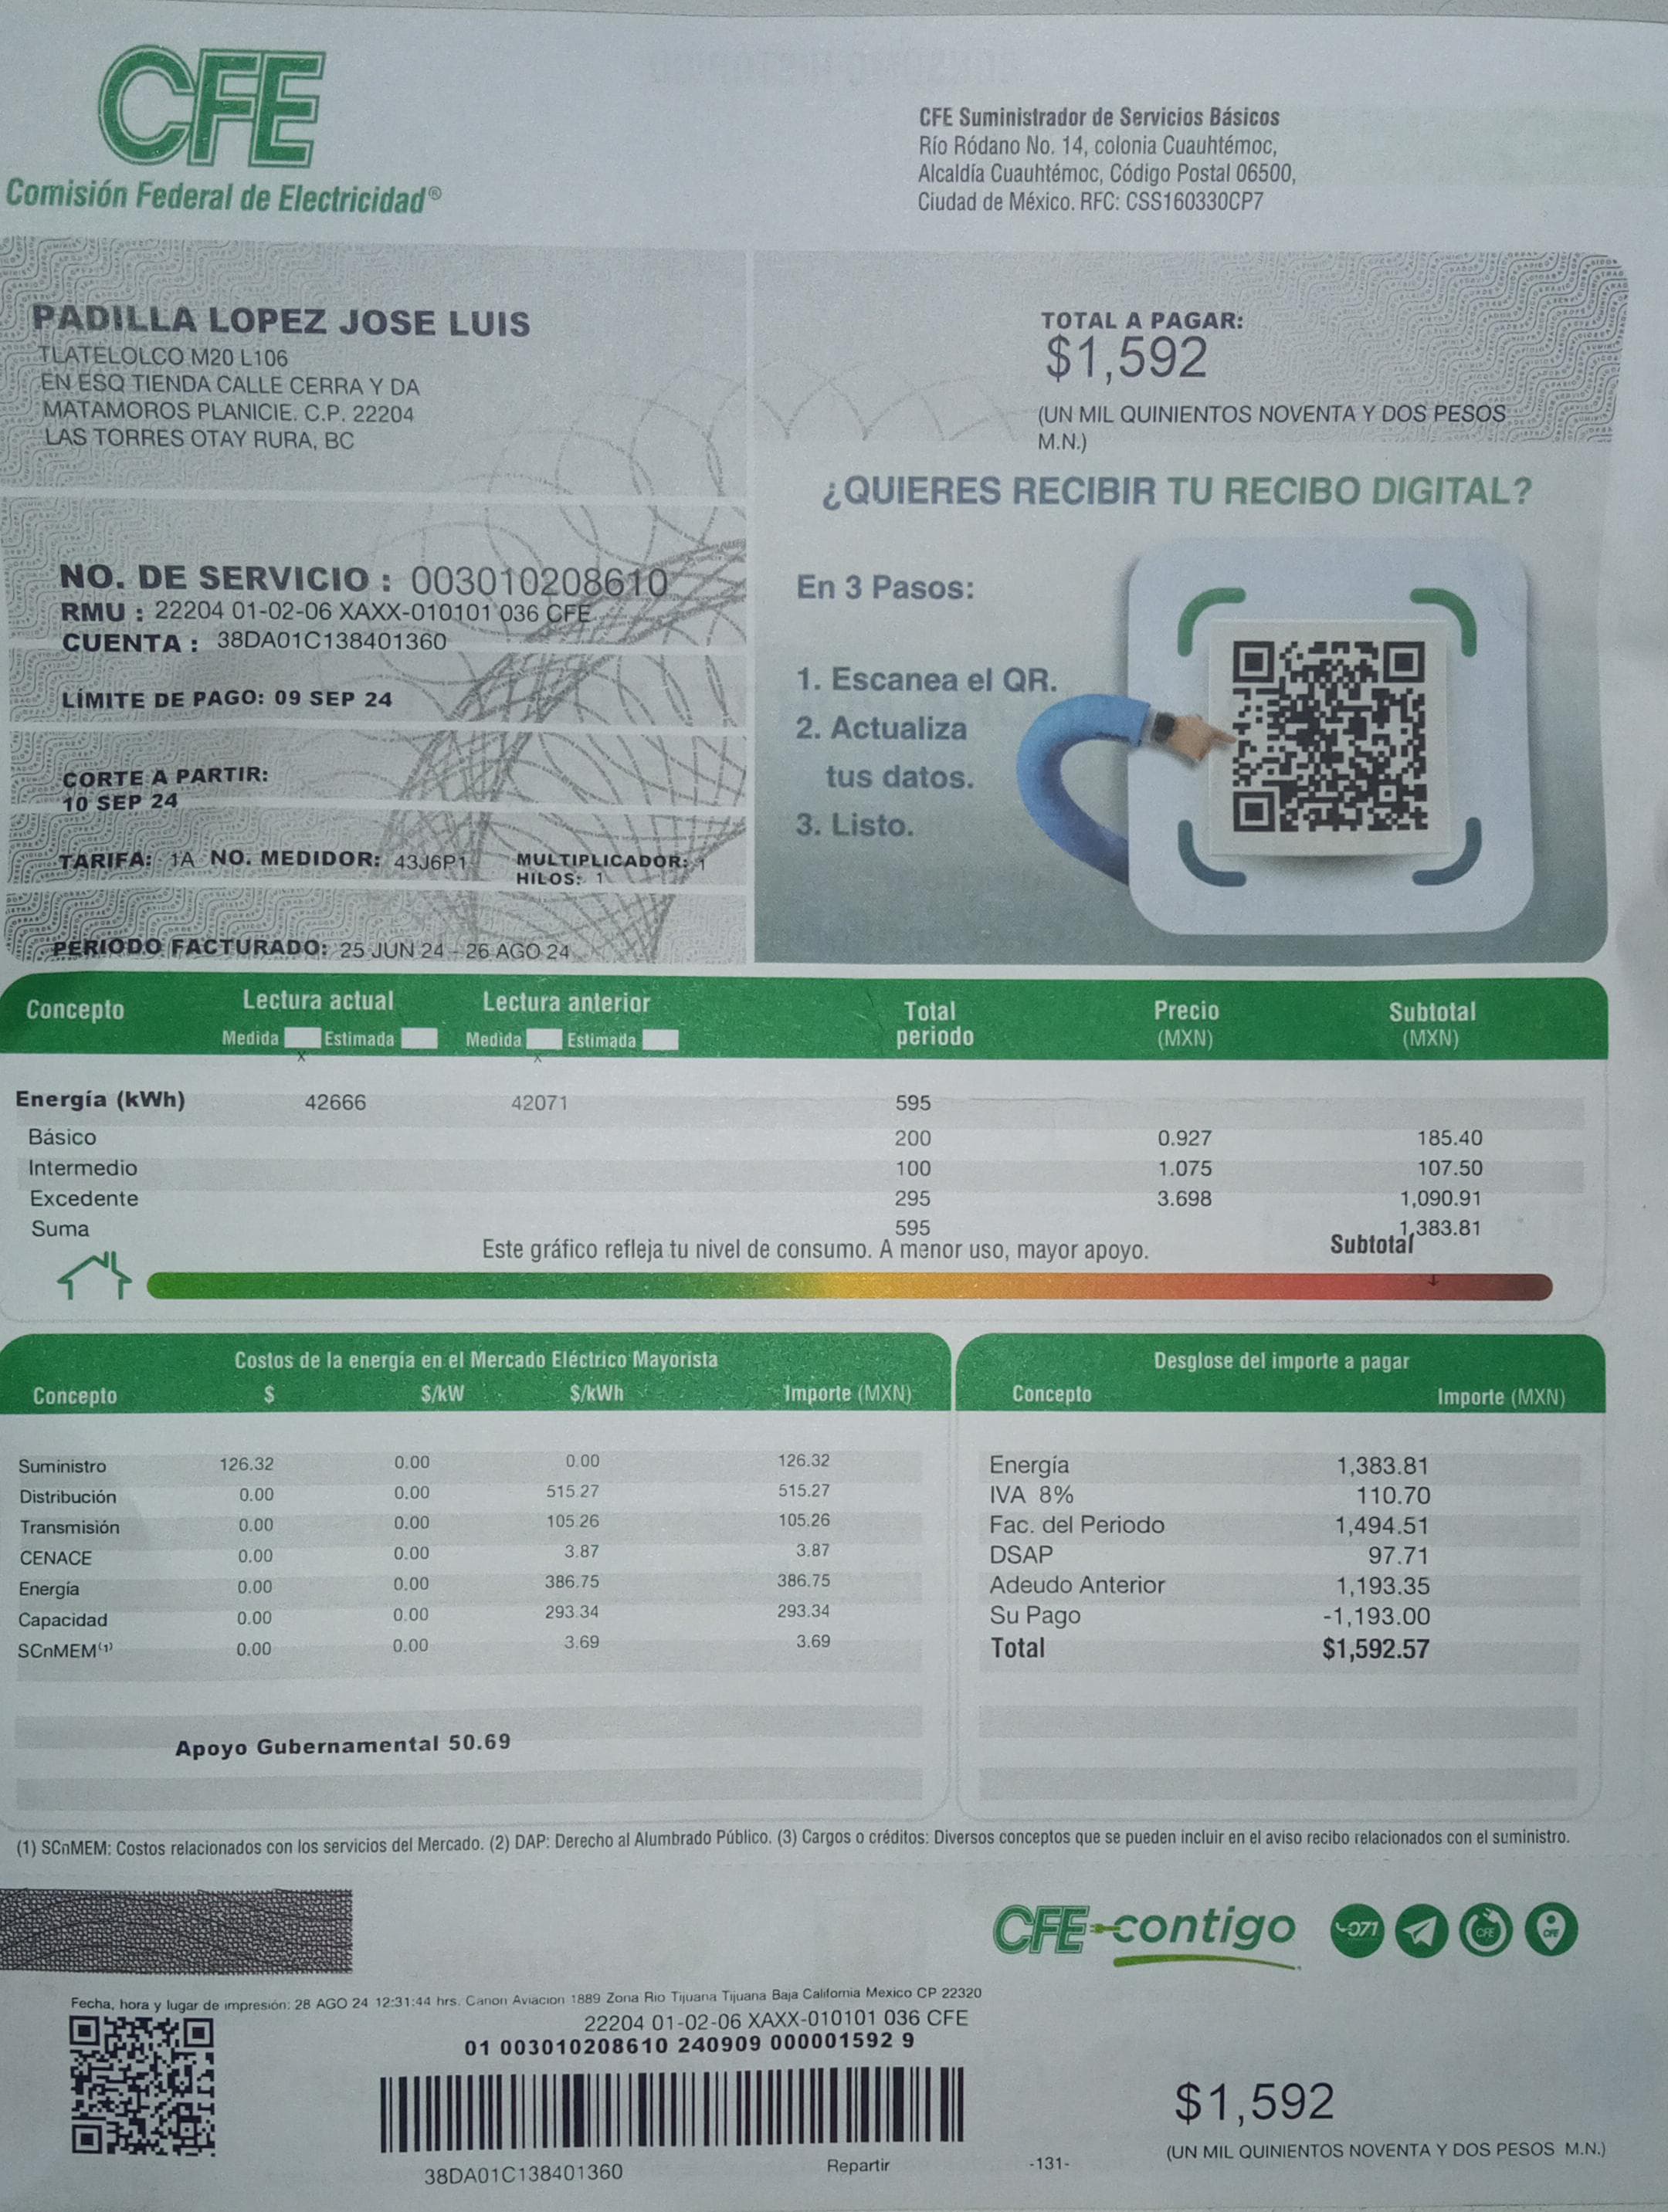 CFE
Comisión Federal de Electricidad®
CFE Suministrador de Servicios Básicos
Río Ródano No. 14, colonia Cuauhtémoc,
Alcaldía Cuauhtémoc, Código Postal 06500,
Ciudad de México. RFC: CSS160330CP7
PADILLA LOPEZ JOSE LUIS
TLATELOLCO M20 L106
EN ESQ TIENDA CALLE CERRA Y DA
MATAMOROS PLANICIE. C.P. 22204
LAS TORRES OTAY RURA, BC
TOTAL A PAGAR:
$1,592
(UN MIL QUINIENTOS NOVENTA Y DOS PESOS
M.N.)
NO. DE SERVICIO : 003010208610
RMU : 22204 01-02-06 XAXX-010101 036 CFE
CUENTA : 38DA01C138401360
LÍMITE DE PAGO: 09 SEP 24
CORTE A PARTIR:
10 SEP 24
TARIFA: 1A NO. MEDIDOR: 43J6P1 MULTIPLICADOR: 1
HILOS: 1
PERIODO FACTURADO: 25 JUN 24 - 26 AGO 24
¿QUIERES RECIBIR TU RECIBO DIGITAL?
En 3 Pasos:
1. Escanea el QR.
2. Actualiza
tus datos.
3. Listo.
Concepto Lectura actual Lectura anterior Total periodo Precio (MXN) Subtotal (MXN)
Medida Estimada Medida Estimada
x x
Energía (kWh) 42666 42071 595
Básico 200 0.927 185.40
Intermedio 100 1.075 107.50
Excedente 295 3.698 1,090.91
Suma 595 1,383.81
Este gráfico refleja tu nivel de consumo. A menor uso, mayor apoyo. Subtotal
Costos de la energía en el Mercado Eléctrico Mayorista
Concepto $ $/kW $/kWh Importe (MXN)
Suministro 126.32 0.00 0.00 126.32
Distribución 0.00 0.00 515.27 515.27
Transmisión 0.00 0.00 105.26 105.26
CENACE 0.00 0.00 3.87 3.87
Energía 0.00 0.00 386.75 386.75
Capacidad 0.00 0.00 293.34 293.34
SCnMEM(1) 0.00 0.00 3.69 3.69
Apoyo Gubernamental 50.69
Desglose del importe a pagar
Concepto Importe (MXN)
Energía 1,383.81
IVA 8% 110.70
Fac. del Periodo 1,494.51
DSAP 97.71
Adeudo Anterior 1,193.35
Su Pago -1,193.00
Total $1,592.57
(1) SCnMEM: Costos relacionados con los servicios del Mercado. (2) DAP: Derecho al Alumbrado Público. (3) Cargos o créditos: Diversos conceptos que se pueden incluir en el aviso recibo relacionados con el suministro.
CFE contigo 071 CFE CFE
Fecha, hora y lugar de impresión: 28 AGO 24 12:31:44 hrs. Canon Aviacion 1889 Zona Rio Tijuana Tijuana Baja California Mexico CP 22320
22204 01-02-06 XAXX-010101 036 CFE
01 003010208610 240909 000001592 9
38DA01C138401360
Repartir
-131-
$1,592
(UN MIL QUINIENTOS NOVENTA Y DOS PESOS M.N.)